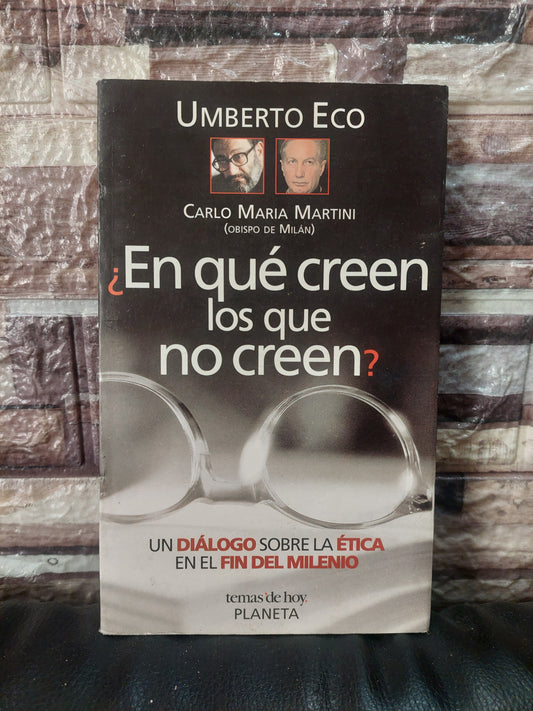 UMBERTO ECO
CARLO MARIA MARTINI
(OBISPO DE MILÁN)
¿En qué creen
los que
no creen?
UN DIÁLOGO SOBRE LA ÉTICA
EN EL FIN DEL MILENIO
temas de hoy.
PLANETA